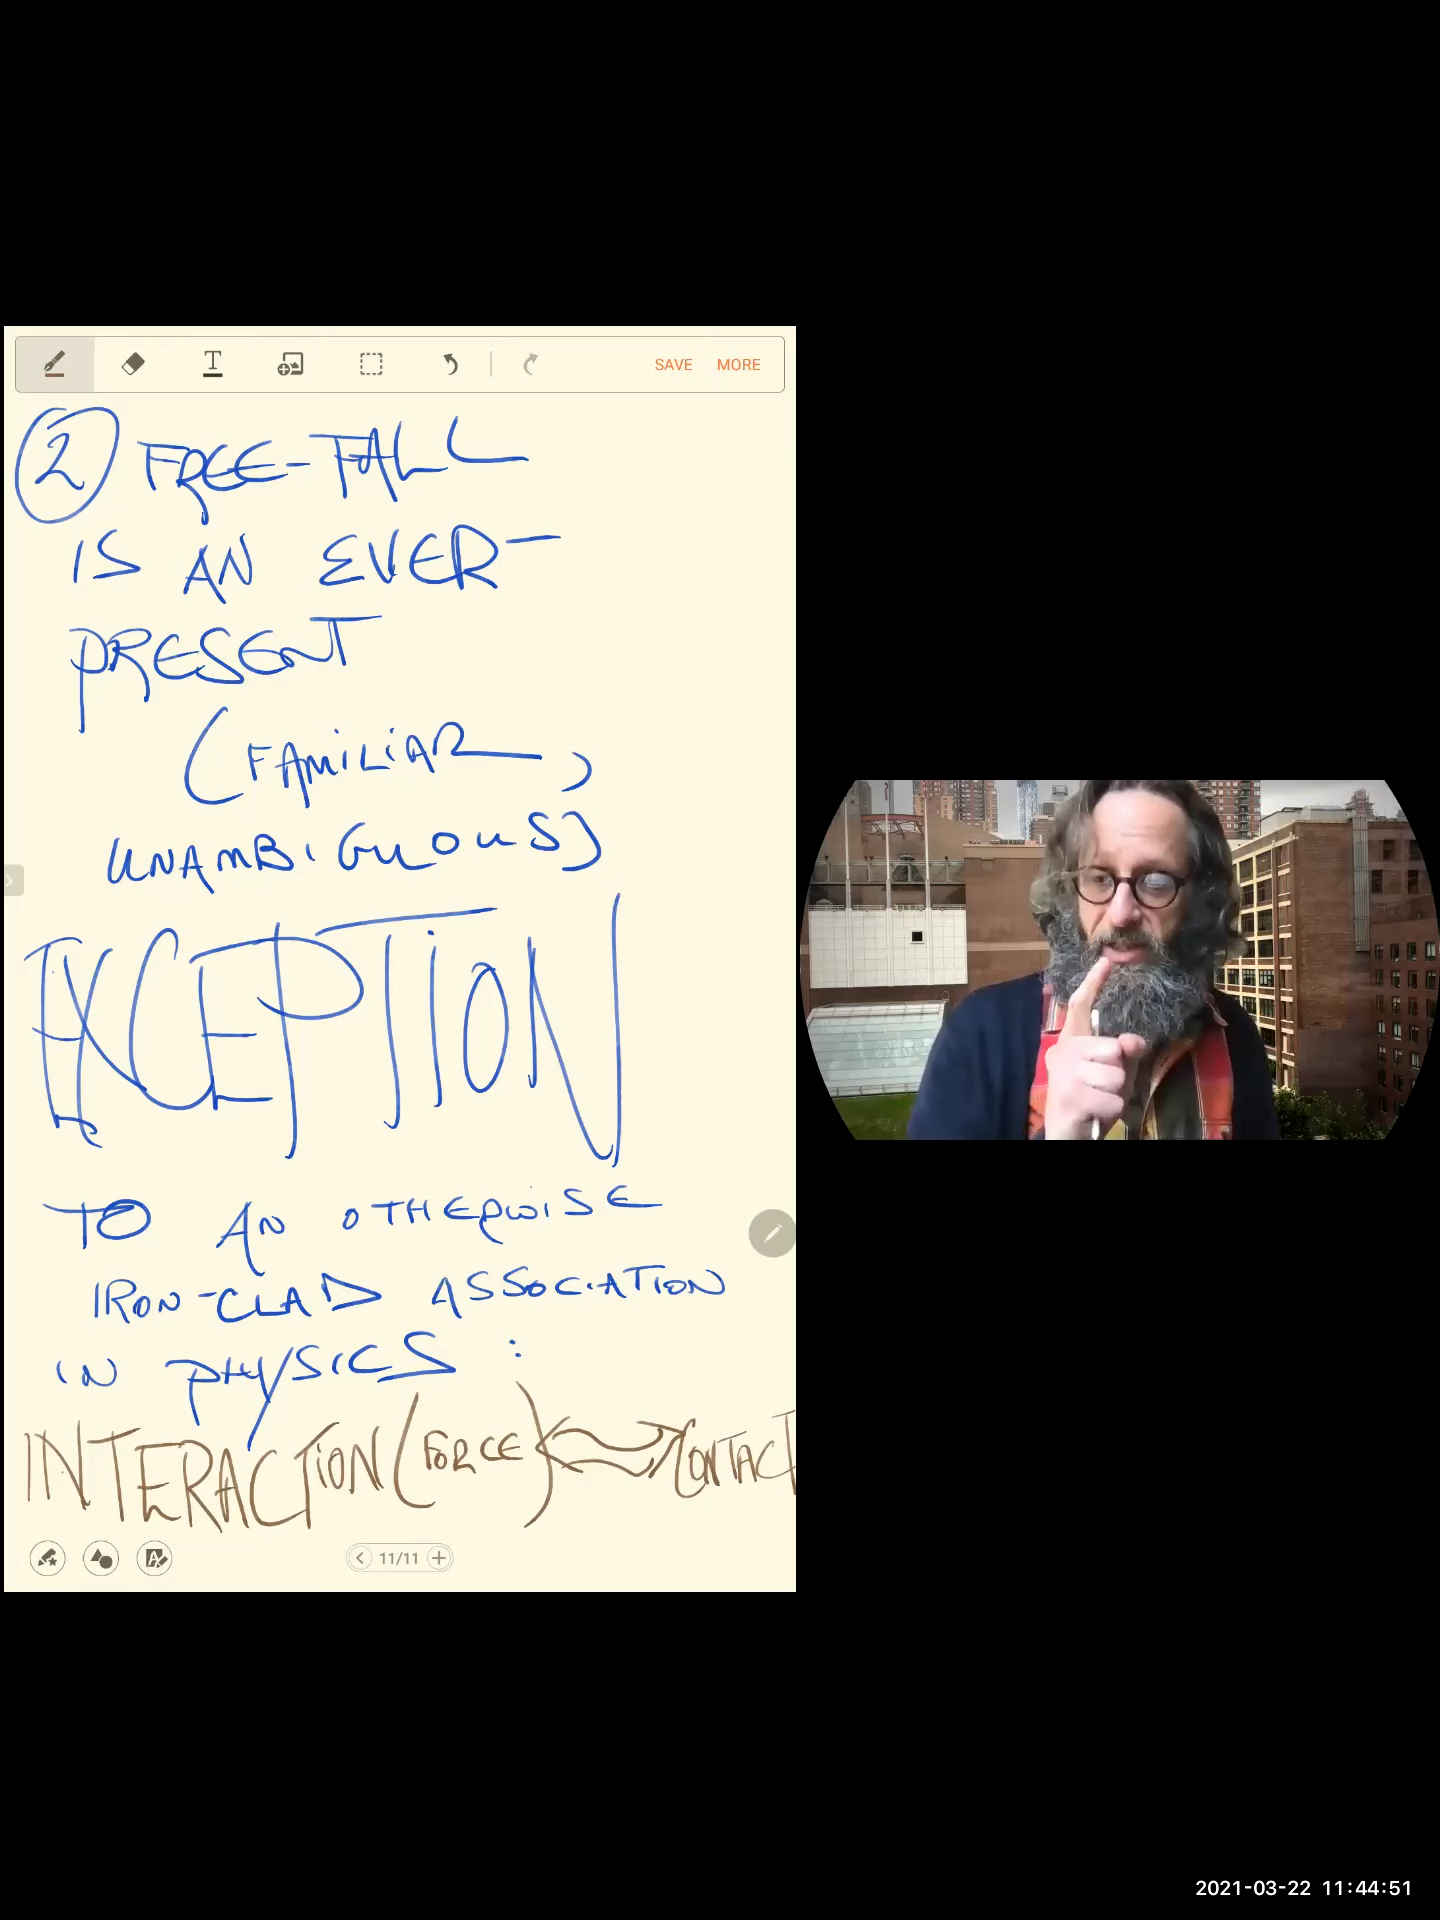 SAVE MORE
② FREE-FALL
IS AN EVER-
PRESENT
(FAMILIAR,
UNAMBIGUOUS)
EXCEPTION
TO AN OTHERWISE
IRON-CLAD ASSOCIATION
IN PHYSICS :
INTERACTION (FORCE) CONTACT
11/11
2021-03-22 11:44:51